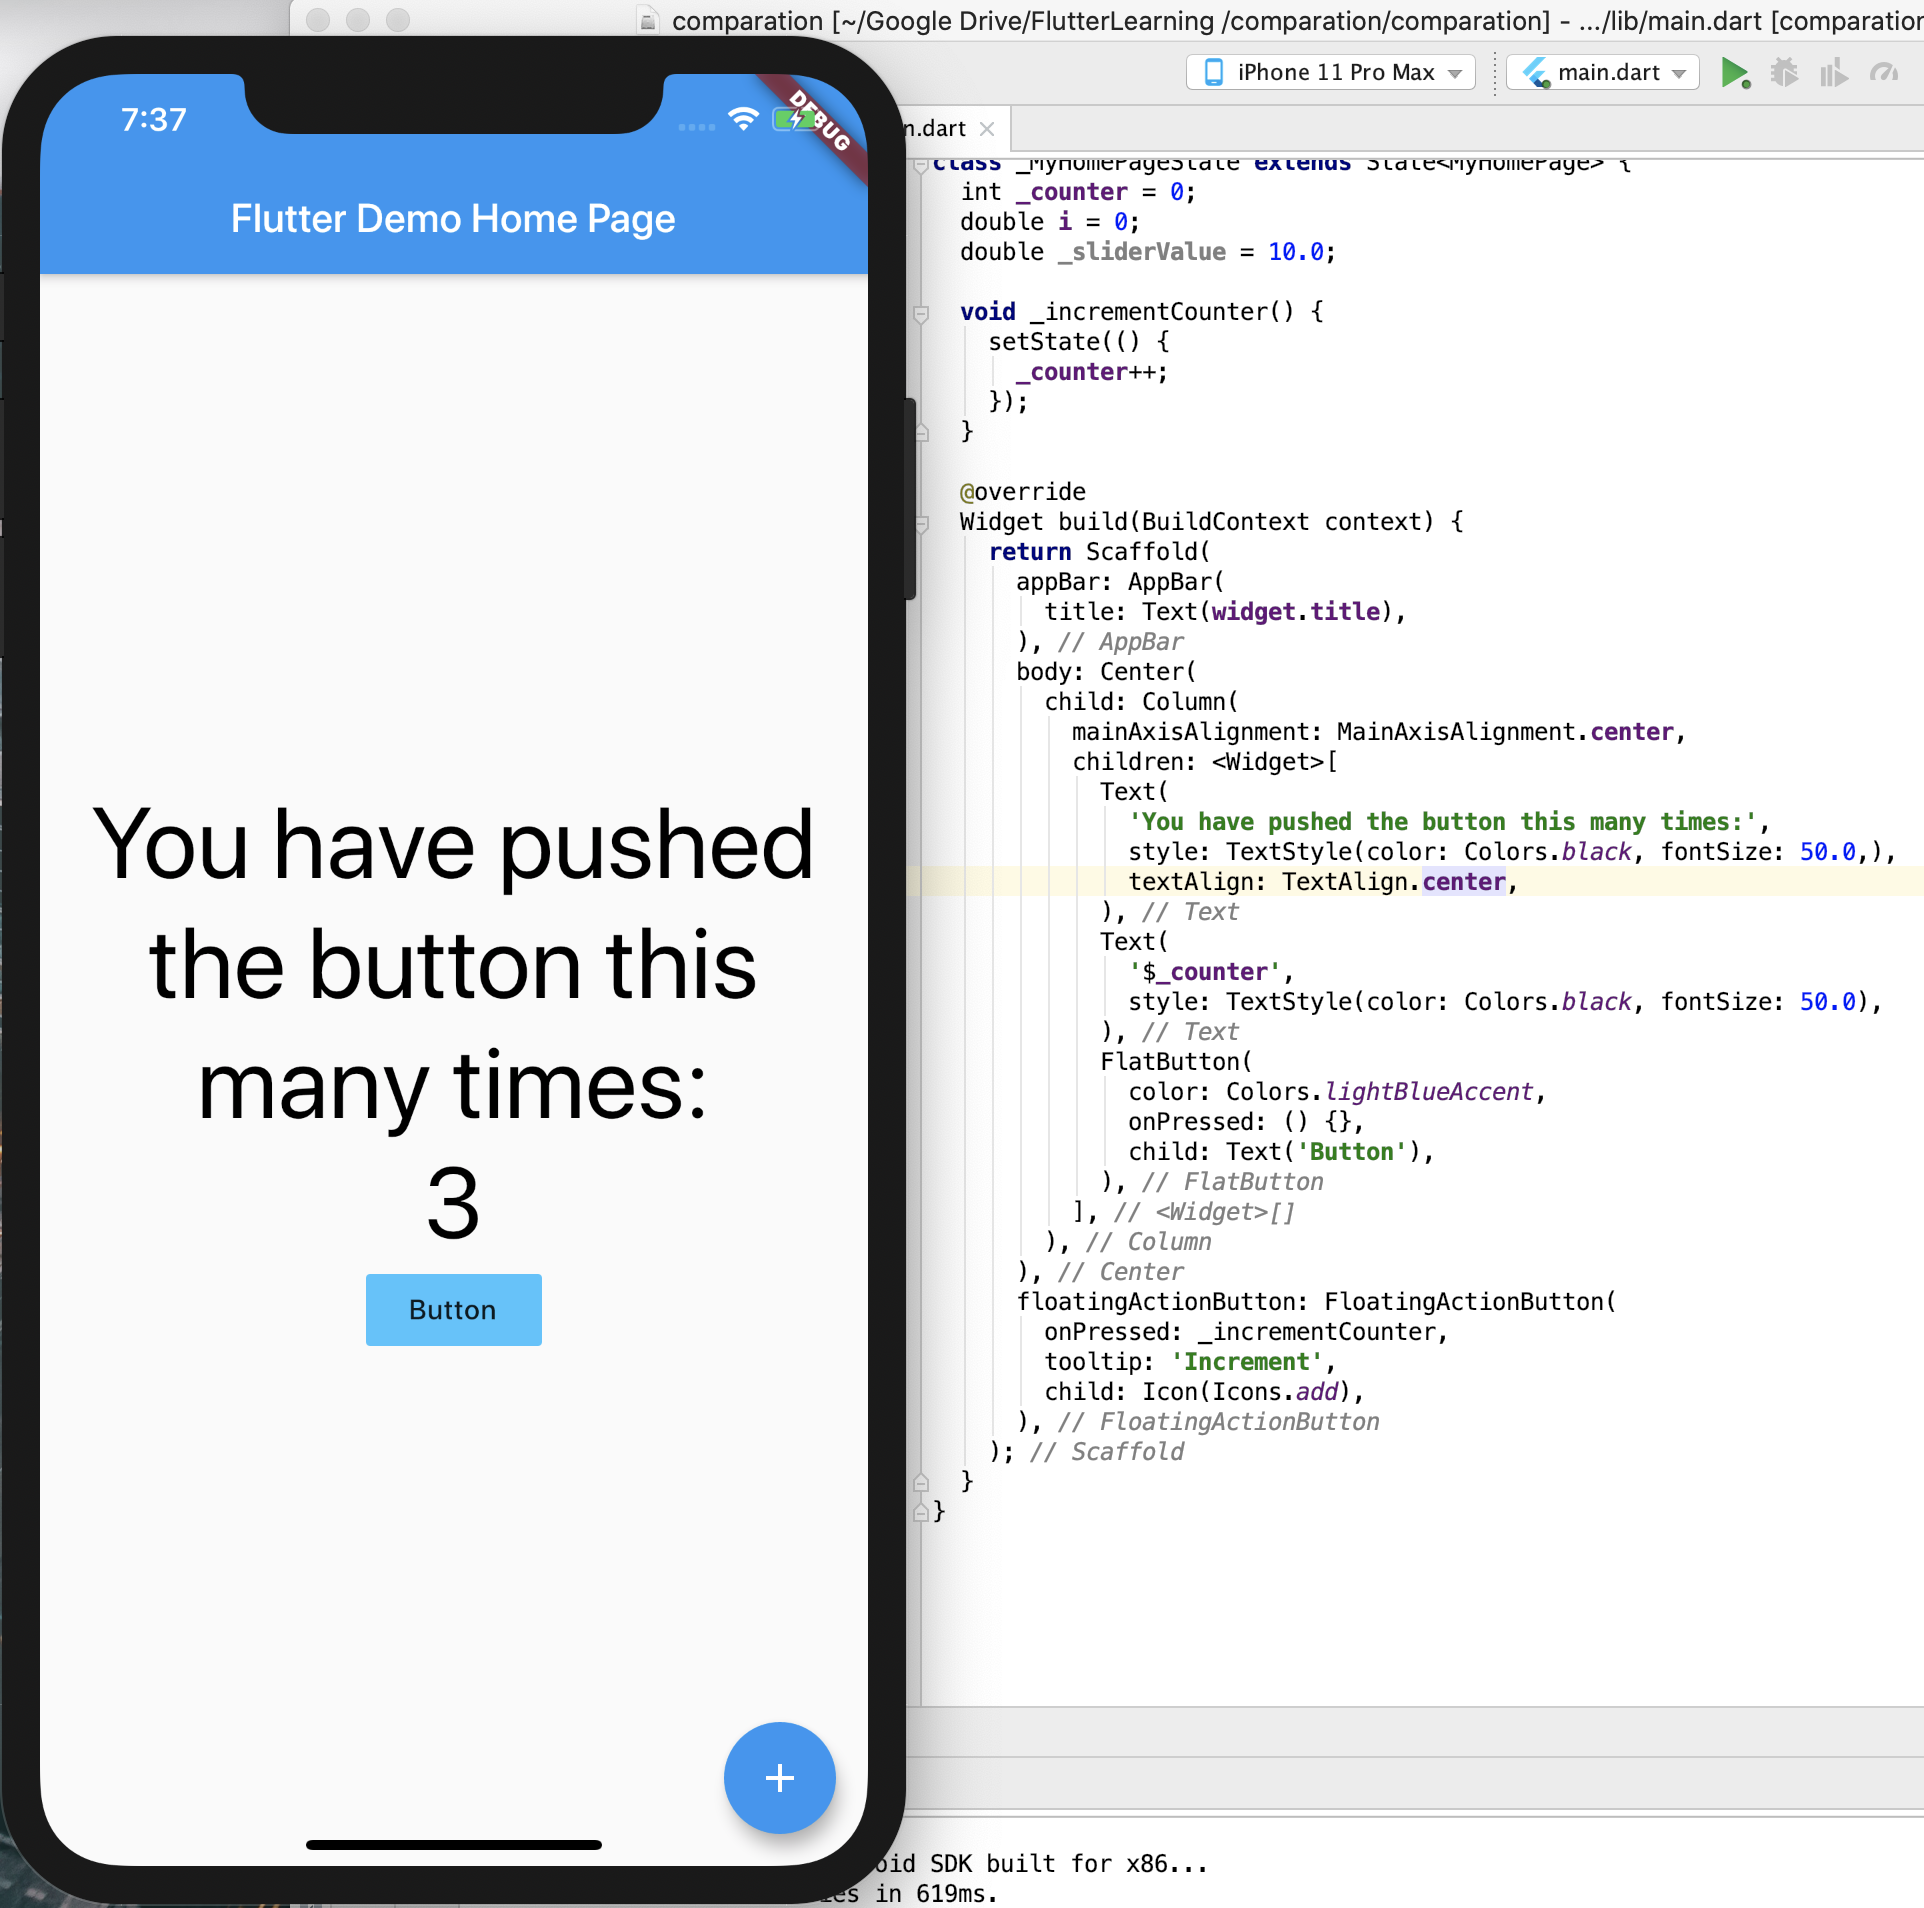 comparation [~/Google Drive/FlutterLearning /comparation/comparation] - .../lib/main.dart [comparation
iPhone 11 Pro Max
main.dart
7:37
DEBUG
Flutter Demo Home Page
You have pushed
the button this
many times:
3
Button
+
n.dart
class _MyHomePageState extends State<MyHomePage> {
int _counter = 0;
double i = 0;
double _sliderValue = 10.0;
void _incrementCounter() {
setState(() {
_counter++;
});
}
@override
Widget build(BuildContext context) {
return Scaffold(
appBar: AppBar(
title: Text(widget.title),
), // AppBar
body: Center(
child: Column(
mainAxisAlignment: MainAxisAlignment.center,
children: <Widget>[
Text(
'You have pushed the button this many times:',
style: TextStyle(color: Colors.black, fontSize: 50.0,),
textAlign: TextAlign.center,
), // Text
Text(
'$_counter',
style: TextStyle(color: Colors.black, fontSize: 50.0),
), // Text
FlatButton(
color: Colors.lightBlueAccent,
onPressed: () {},
child: Text('Button'),
), // FlatButton
], // <Widget>[]
), // Column
), // Center
floatingActionButton: FloatingActionButton(
onPressed: _incrementCounter,
tooltip: 'Increment',
child: Icon(Icons.add),
), // FloatingActionButton
); // Scaffold
}
}
oid SDK built for x86...
ies in 619ms.